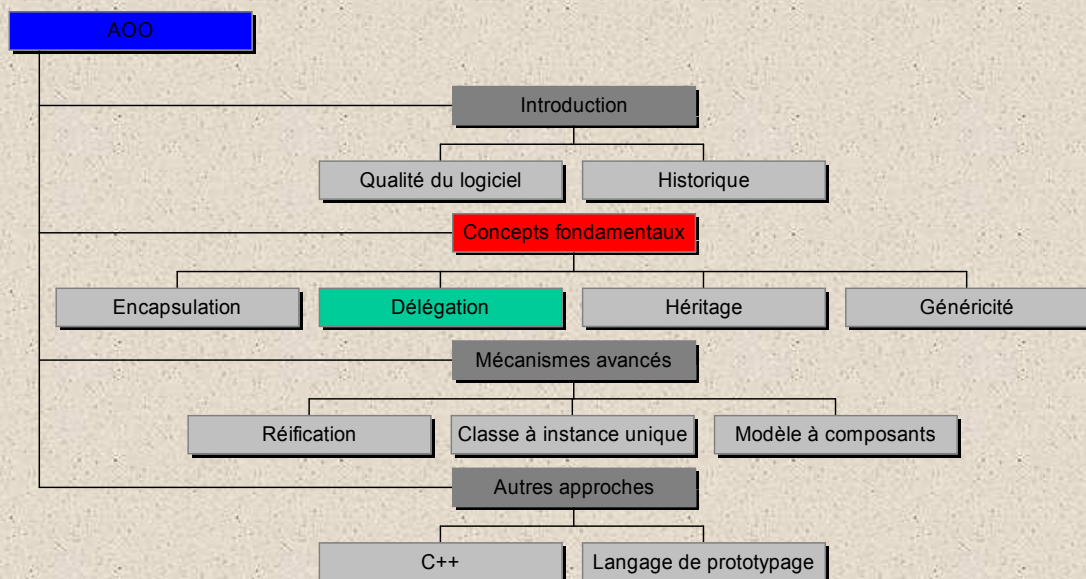 AOO
Introduction
Qualité du logiciel
Historique
Concepts fondamentaux
Encapsulation
Délégation
Héritage
Généricité
Mécanismes avancés
Réification
Classe à instance unique
Modèle à composants
Autres approches
C++
Langage de prototypage